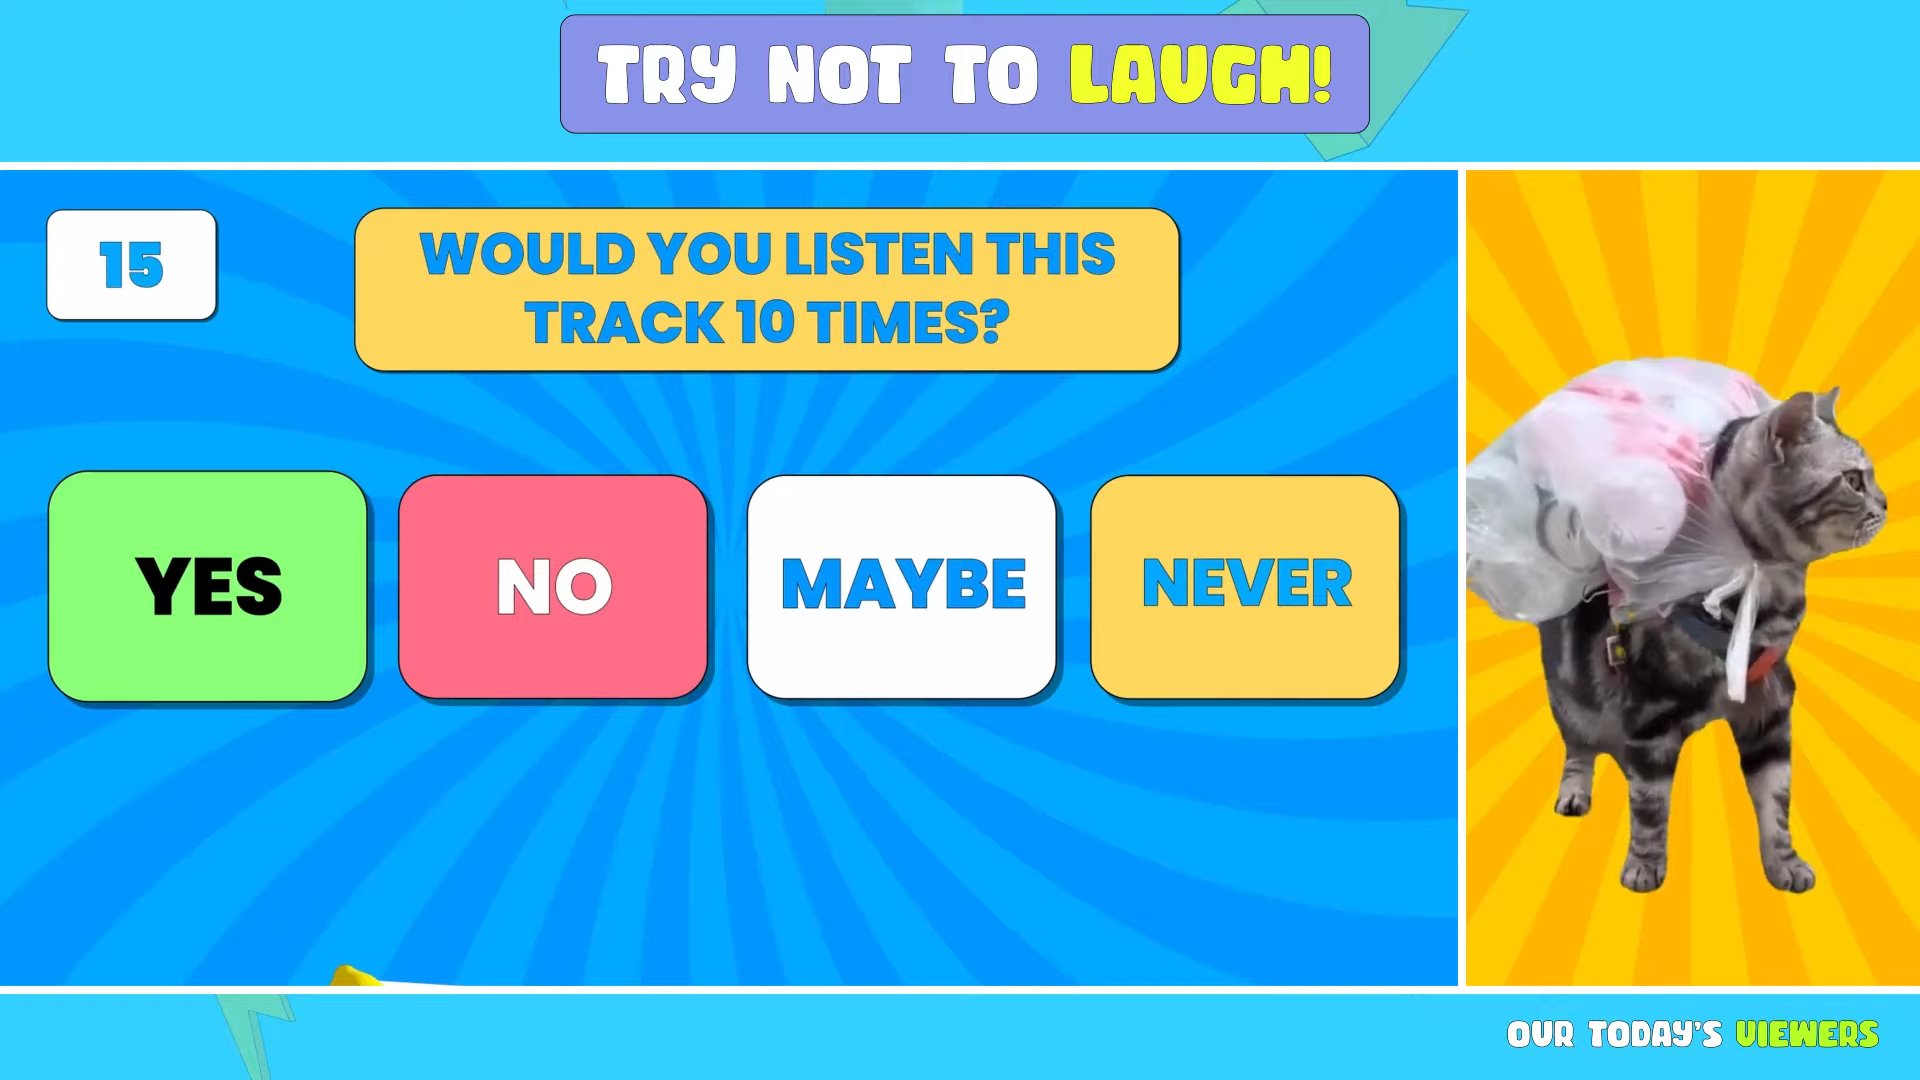 TRY NOT TO LAUGH!
15
WOULD YOU LISTEN THIS
TRACK 10 TIMES?
YES
NO
MAYBE
NEVER
OUR TODAY'S VIEWERS